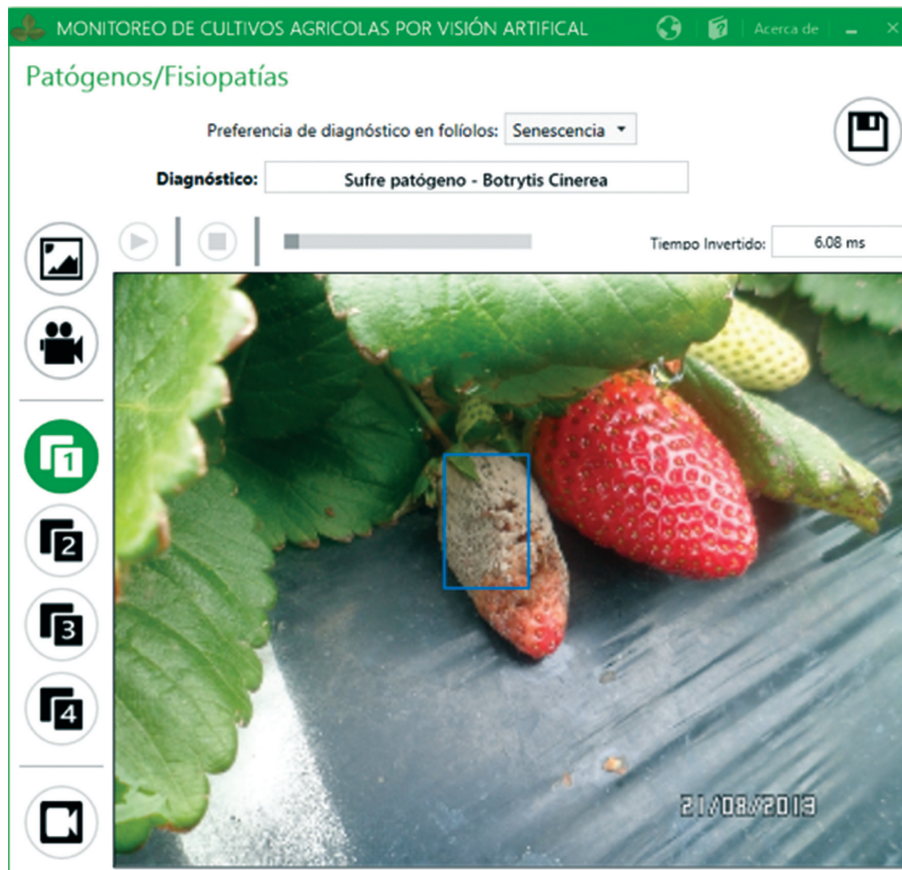 MONITOREO DE CULTIVOS AGRICOLAS POR VISIÓN ARTIFICAL
Acerca de
Patógenos/Fisiopatías
Preferencia de diagnóstico en folíolos: Senescencia
Diagnóstico: Sufre patógeno - Botrytis Cinerea
Tiempo Invertido: 6.08 ms
1
2
3
4
21/08/2013